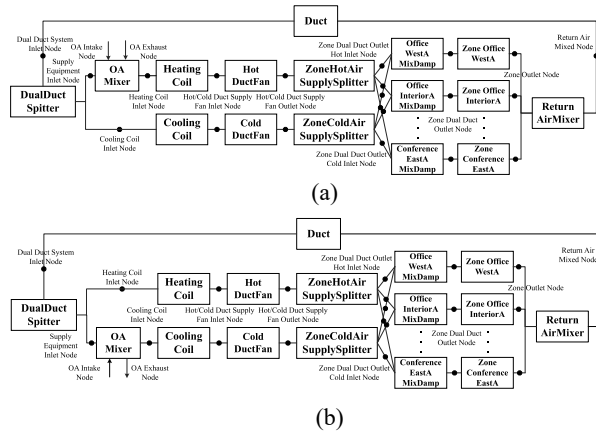 Duct
Dual Duct System
Inlet Node
OA Intake
Node
OA Exhaust
Node
Supply
Equipment
Inlet Node
DualDuct
Spitter
OA
Mixer
Heating
Coil
Hot
DuctFan
ZoneHotAir
SupplySplitter
Heating Coil
Inlet Node
Hot/Cold Duct Supply
Fan Inlet Node
Hot/Cold Duct Supply
Fan Outlet Node
Cooling Coil
Inlet Node
Cooling
Coil
Cold
DuctFan
ZoneColdAir
SupplySplitter
Zone Dual Duct Outlet
Hot Inlet Node
Zone Dual Duct Outlet
Cold Inlet Node
Office
WestA
MixDamp
Zone Office
WestA
Office
InteriorA
MixDamp
Zone Office
InteriorA
Zone Dual Duct
Outlet Node
Conference
EastA
MixDamp
Zone
Conference
EastA
Zone Outlet Node
Return Air
Mixed Node
Return
AirMixer
(a)
Duct
Dual Duct System
Inlet Node
DualDuct
Spitter
Supply
Equipment
Inlet Node
Heating Coil
Inlet Node
Heating
Coil
Hot
DuctFan
ZoneHotAir
SupplySplitter
Cooling Coil
Inlet Node
Hot/Cold Duct Supply
Fan Inlet Node
Hot/Cold Duct Supply
Fan Outlet Node
OA
Mixer
Cooling
Coil
Cold
DuctFan
ZoneColdAir
SupplySplitter
OA Intake
Node
OA Exhaust
Node
Zone Dual Duct Outlet
Hot Inlet Node
Zone Dual Duct Outlet
Cold Inlet Node
Office
WestA
MixDamp
Zone Office
WestA
Office
InteriorA
MixDamp
Zone Office
InteriorA
Zone Dual Duct
Outlet Node
Conference
EastA
MixDamp
Zone
Conference
EastA
Zone Outlet Node
Return Air
Mixed Node
Return
AirMixer
(b)